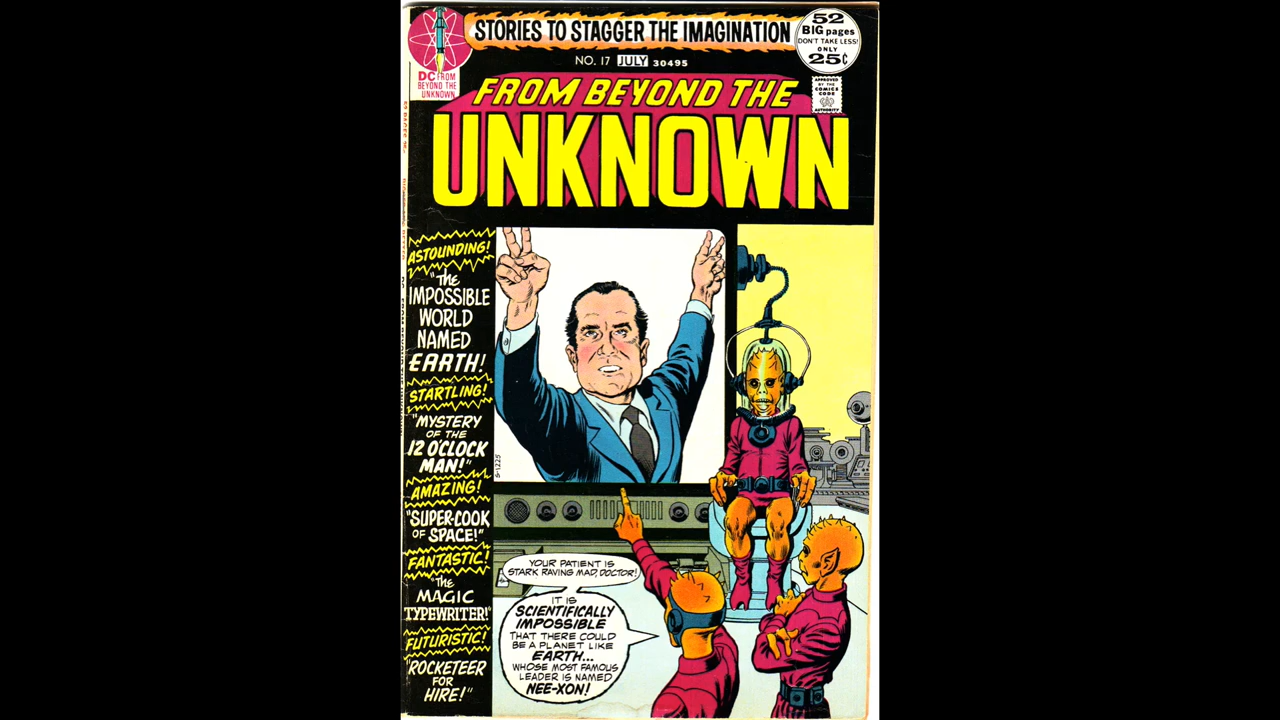 STORIES TO STAGGER THE IMAGINATION
52
BIG pages
DON'T TAKE LESS!
ONLY
25¢
NO. 17 JULY 30495
DC FROM
BEYOND THE
UNKNOWN
APPROVED
BY THE
COMICS
CODE
AUTHORITY
FROM BEYOND THE
UNKNOWN
ASTOUNDING!
"THE
IMPOSSIBLE
WORLD
NAMED
EARTH!
STARTLING!
"MYSTERY
OF THE
12 O'CLOCK
MAN!"
AMAZING!
"SUPER-COOK
OF SPACE!"
FANTASTIC!
"THE
MAGIC
TYPEWRITER!"
FUTURISTIC!
"ROCKETEER
FOR
HIRE!"
S-1225
YOUR PATIENT IS
STARK RAVING MAD, DOCTOR!
IT IS
SCIENTIFICALLY
IMPOSSIBLE
THAT THERE COULD
BE A PLANET LIKE
EARTH...
WHOSE MOST FAMOUS
LEADER IS NAMED
NEE-XON!